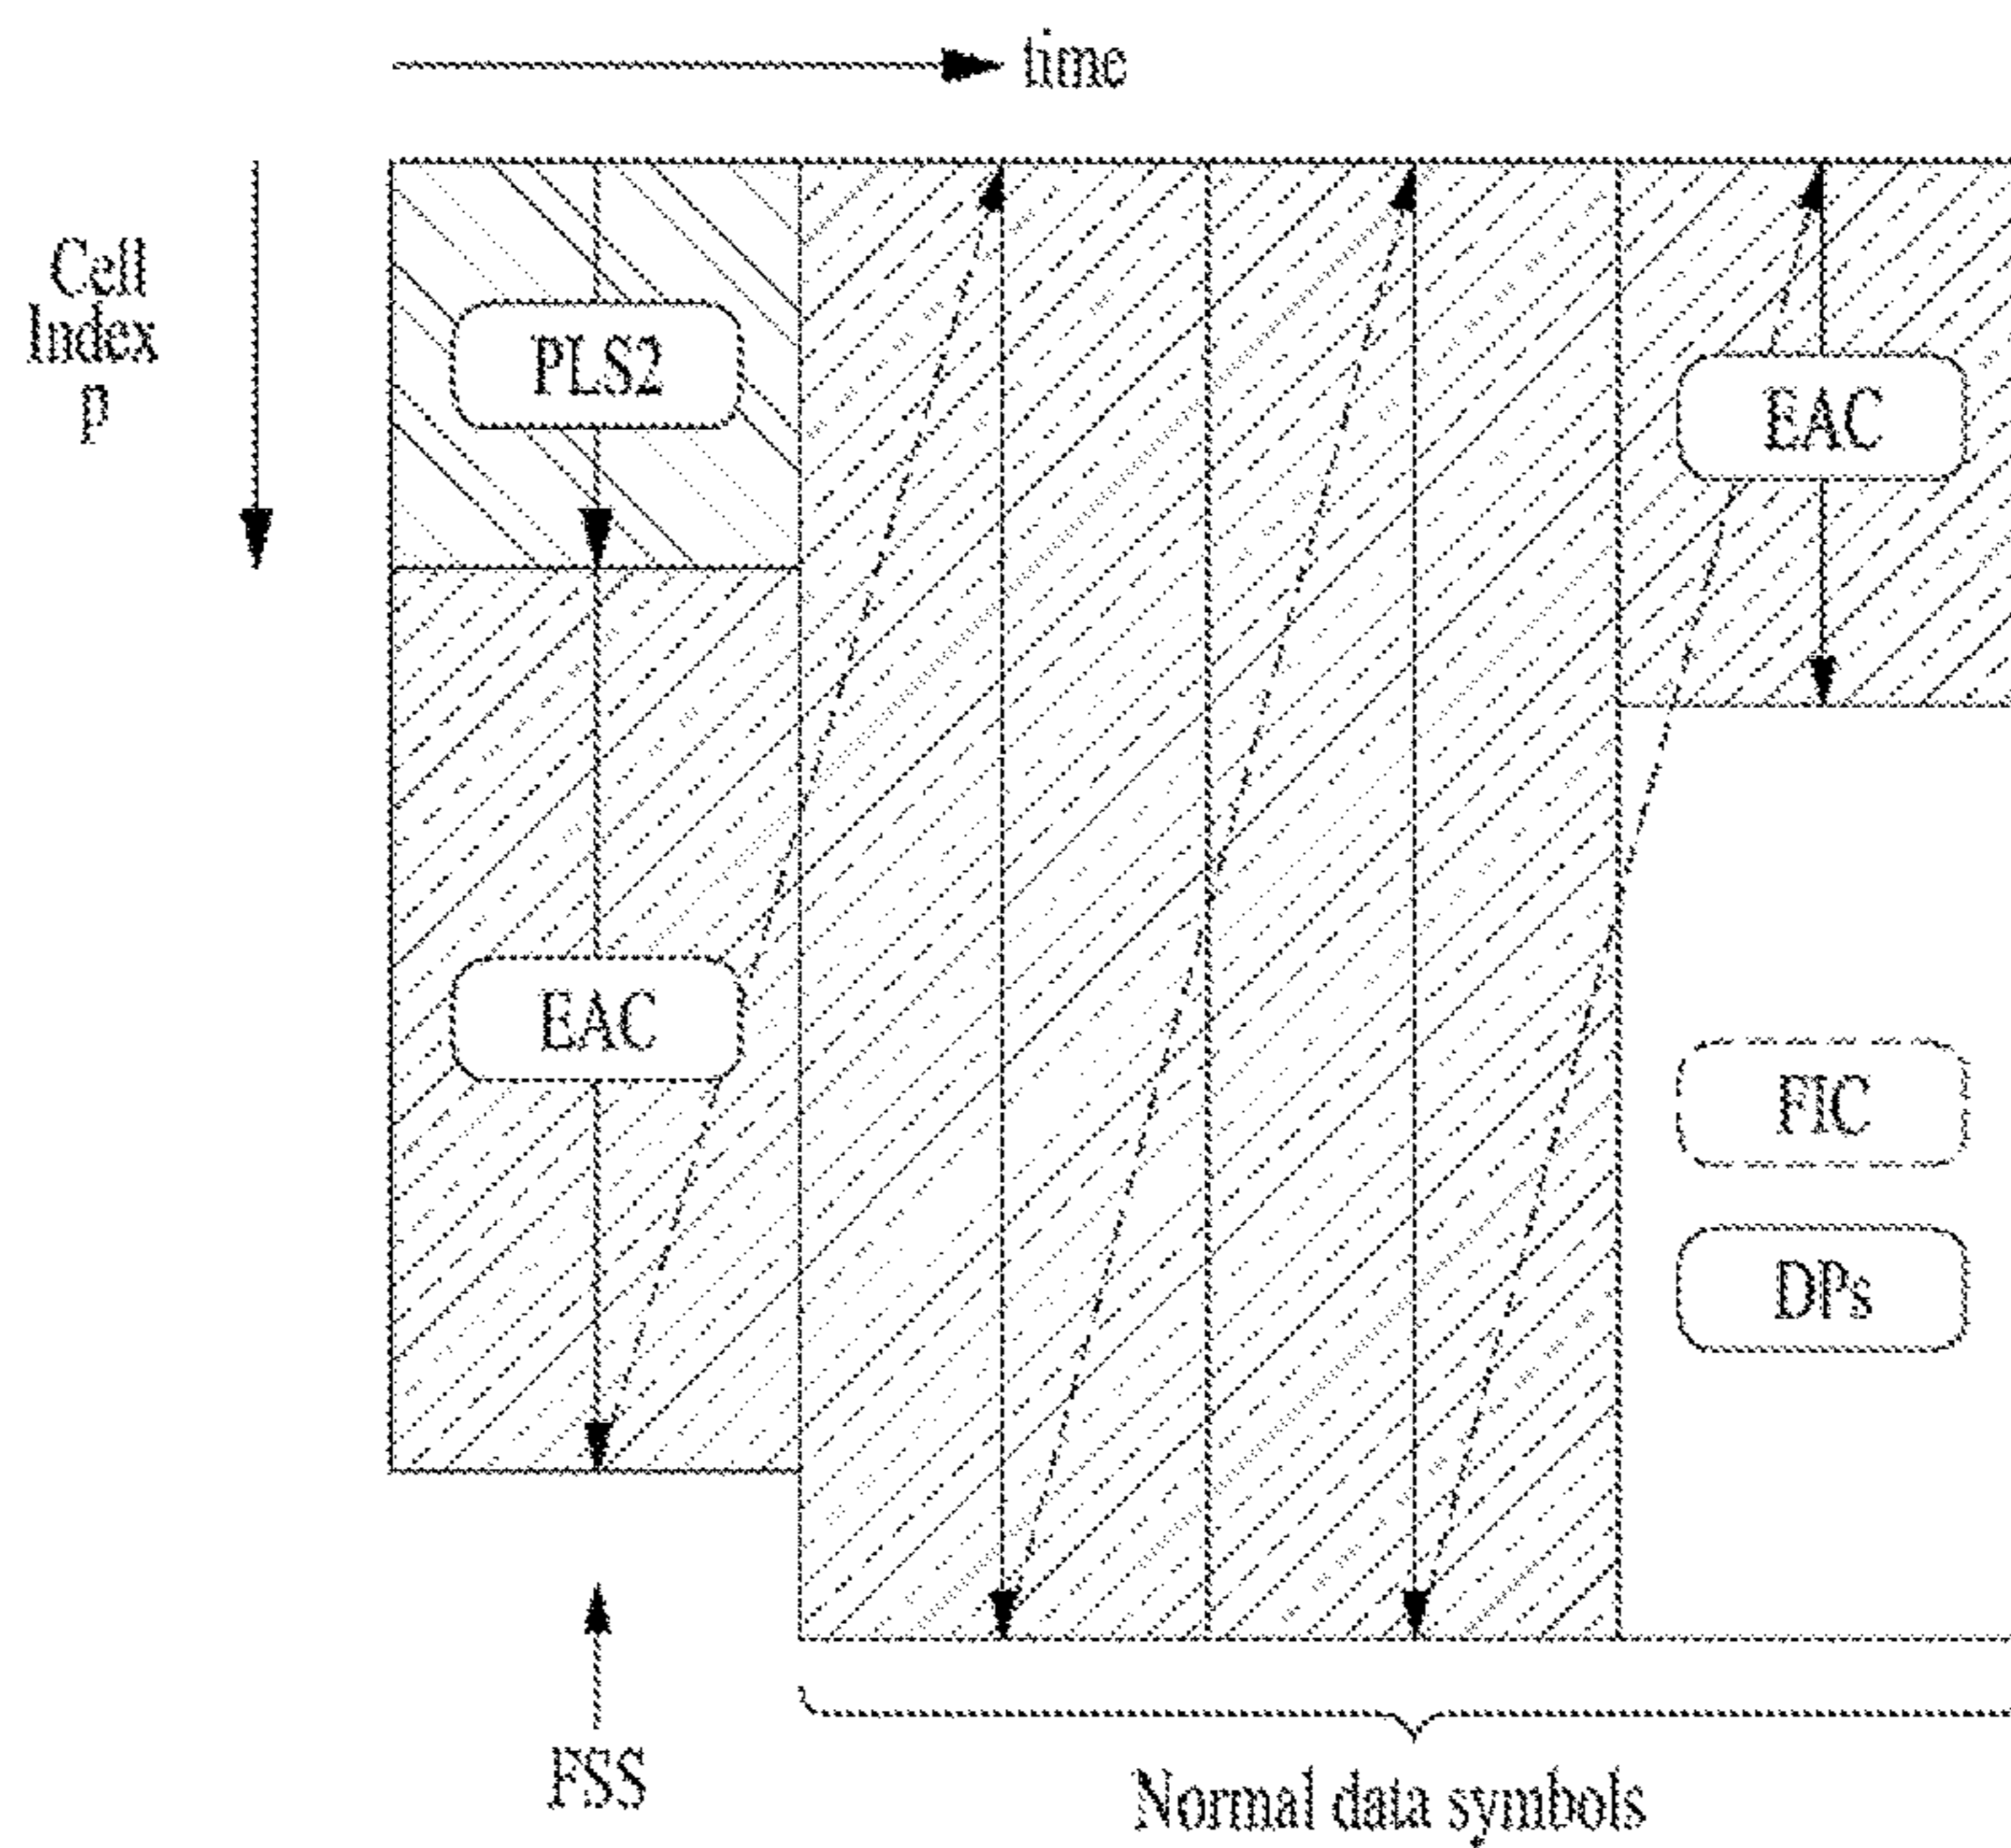 time
Cell
Index
p
PLS2
EAC
EAC
FIC
DPs
FSS
Normal data symbols